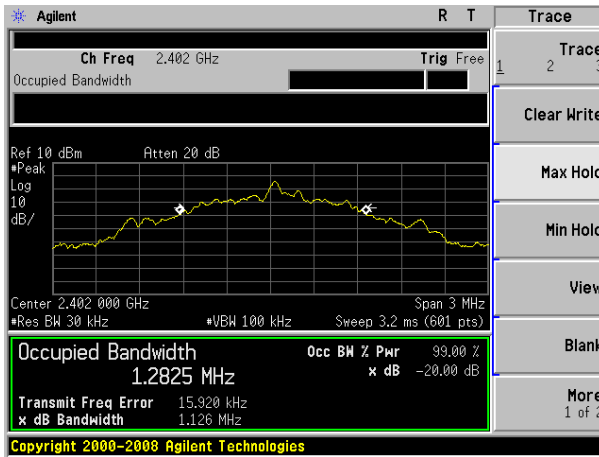 Agilent R T Trace
Ch Freq 2.402 GHz Trig Free
Occupied Bandwidth
Ref 10 dBm Atten 20 dB
#Peak
Log
10
dB/
Center 2.402 000 GHz Span 3 MHz
#Res BW 30 kHz #VBW 100 kHz Sweep 3.2 ms (601 pts)
Occupied Bandwidth Occ BW % Pwr 99.00 %
1.2825 MHz x dB -20.00 dB
Transmit Freq Error 15.920 kHz
x dB Bandwidth 1.126 MHz
Copyright 2000-2008 Agilent Technologies
Trace
1 2 3
Clear Write
Max Hold
Min Hold
View
Blank
More
1 of 2